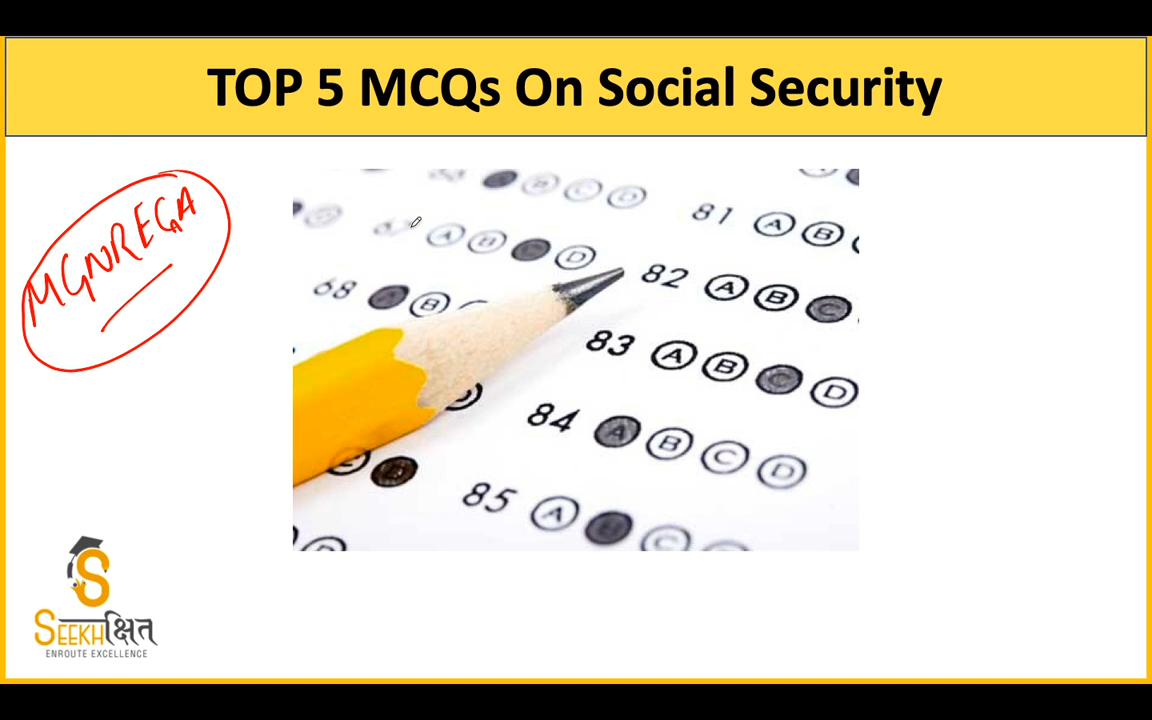 TOP 5 MCQs On Social Security
MGNREGA
A B C D
81 A B
A B C D
82 A B C
68 A B
83 A B C D
84 A B C D
85 A B C
SEEKHक्षित
ENROUTE EXCELLENCE